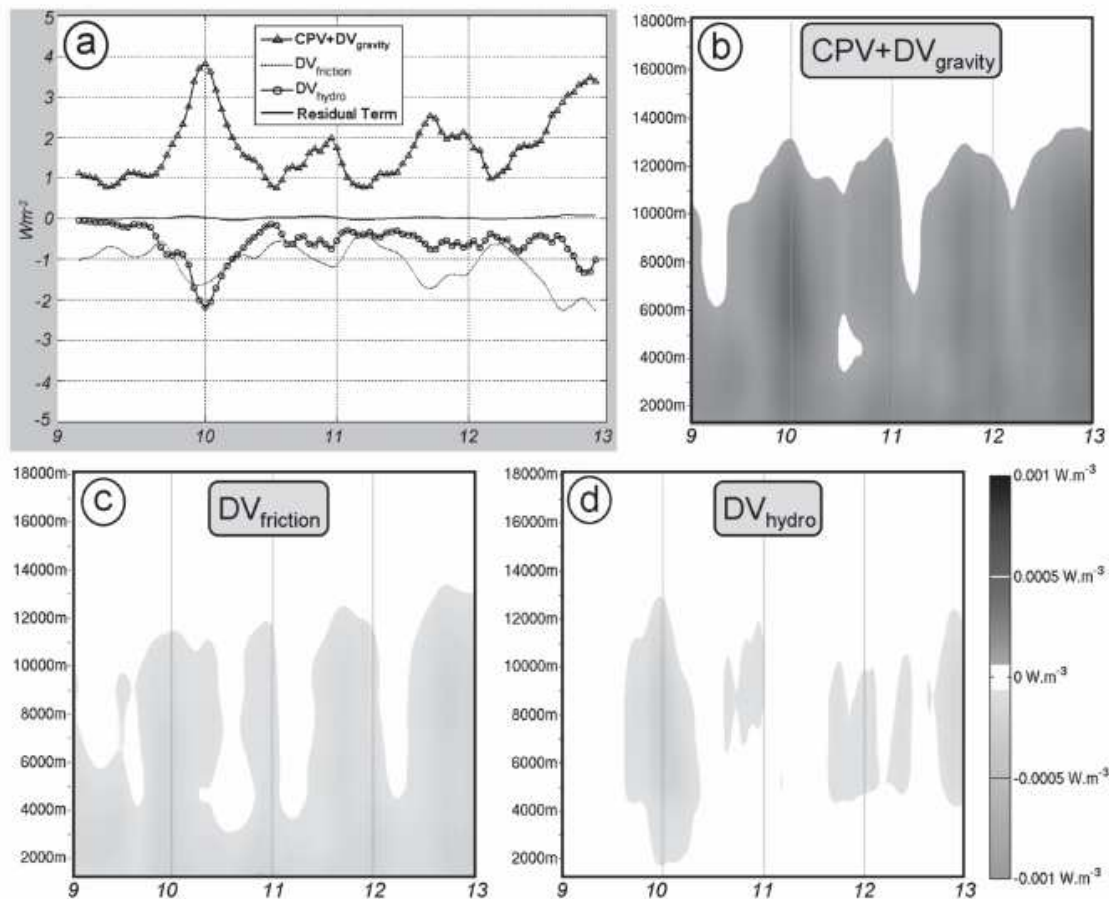 a
5
4
3
2
1
0
-1
-2
-3
-4
-5
Wm-2
CPV+DVgravity
DVfriction
DVhydro
Residual Term
9 10 11 12 13
b
CPV+DVgravity
18000m
16000m
14000m
12000m
10000m
8000m
6000m
4000m
2000m
9 10 11 12 13
c
DVfriction
18000m
16000m
14000m
12000m
10000m
8000m
6000m
4000m
2000m
9 10 11 12 13
d
DVhydro
18000m
16000m
14000m
12000m
10000m
8000m
6000m
4000m
2000m
9 10 11 12 13
0.001 W.m-3
0.0005 W.m-3
0 W.m-3
-0.0005 W.m-3
-0.001 W.m-3